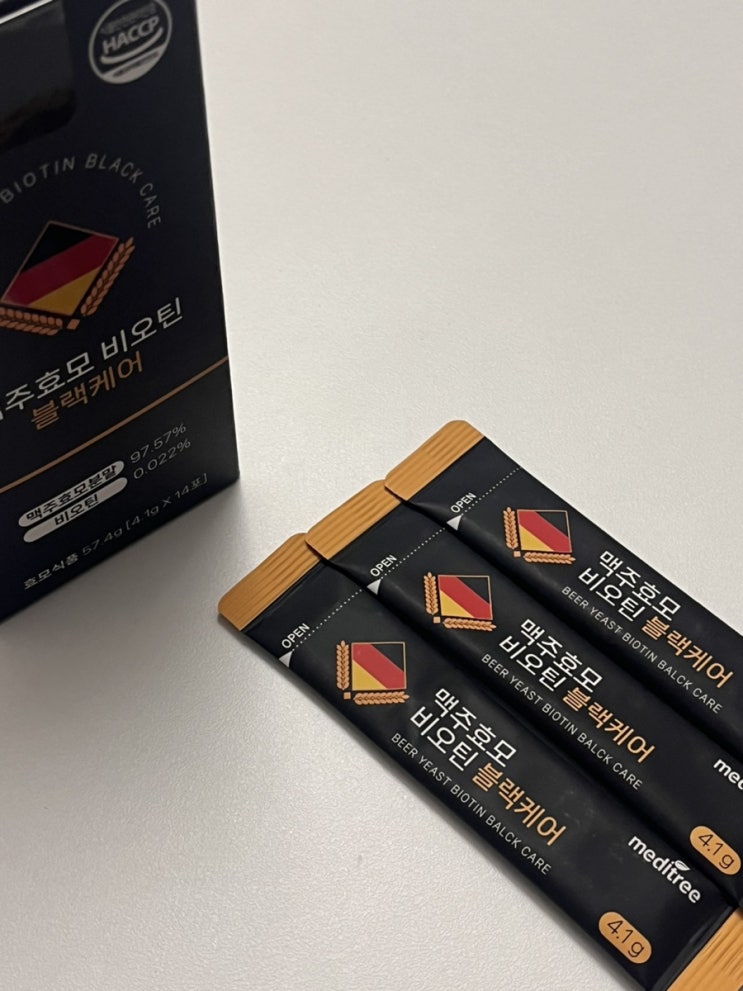 HACCP
BIOTIN BLACK CARE
맥주효모 비오틴
블랙케어
맥주효모분말 97.57%
비오틴 0.022%
효모식품 57.4g [4.1g X 14포]
OPEN
맥주효모
비오틴 블랙케어
BEER YEAST BIOTIN BALCK CARE
OPEN
맥주효모
비오틴 블랙케어
BEER YEAST BIOTIN BALCK CARE
med
4.1g
OPEN
맥주효모
비오틴 블랙케어
BEER YEAST BIOTIN BALCK CARE
meditree
4.1g